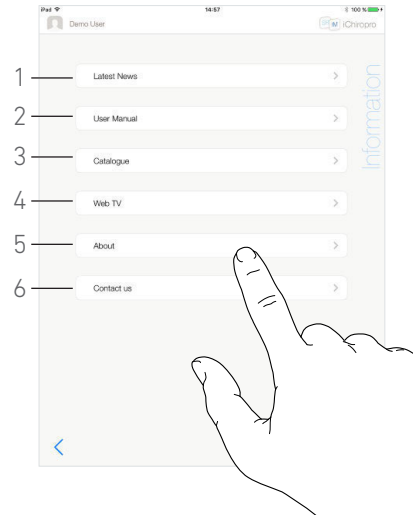 iPad 14:57 100 %
Demo User iChiropro
Information
1 Latest News
2 User Manual
3 Catalogue
4 Web TV
5 About
6 Contact us